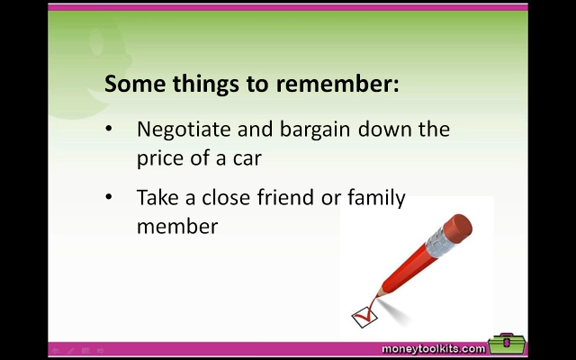 Some things to remember:
• Negotiate and bargain down the
price of a car
• Take a close friend or family
member
moneytoolkits.com